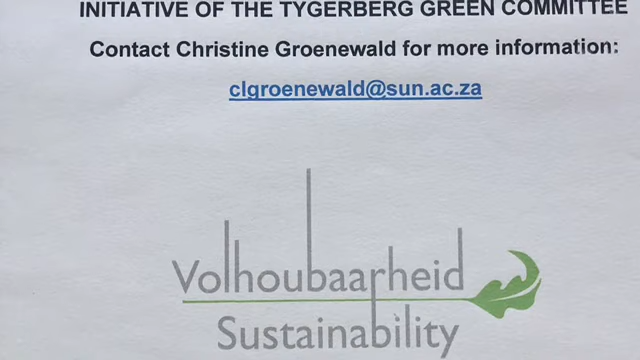 INITIATIVE OF THE TYGERBERG GREEN COMMITTEE
Contact Christine Groenewald for more information:
clgroenewald@sun.ac.za
Volhoubaarheid
Sustainability